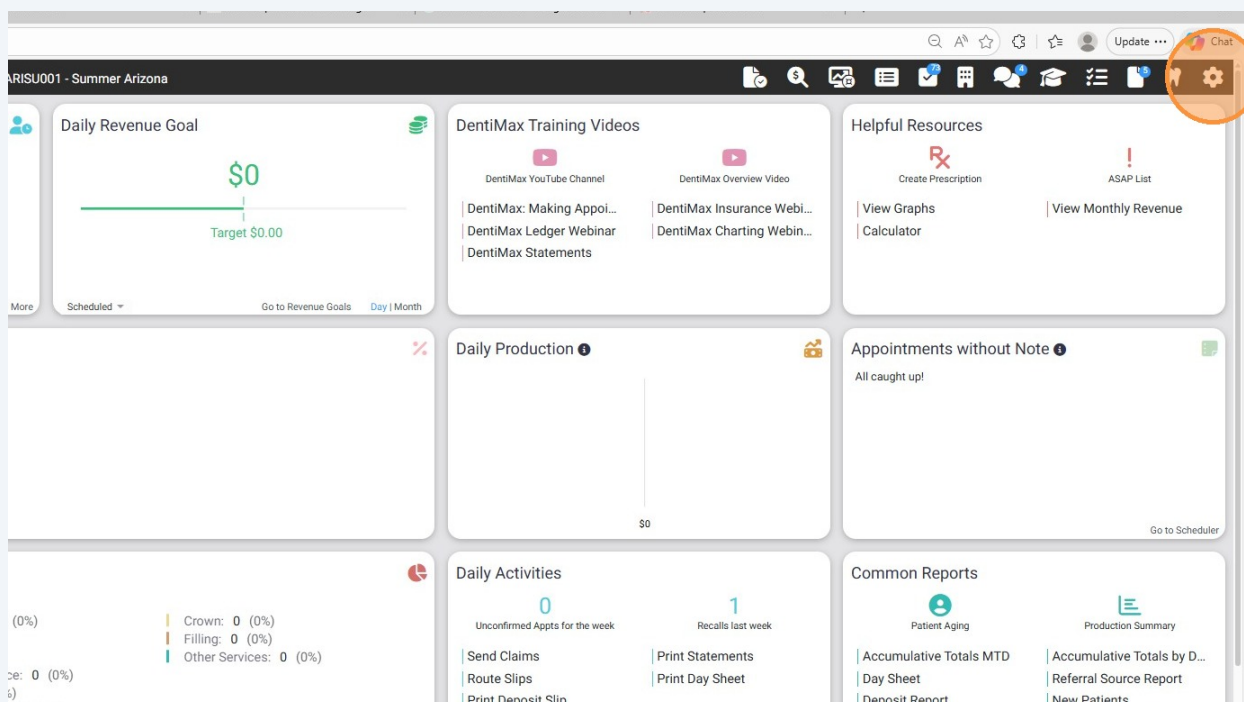 Update
Chat
ARISU001 - Summer Arizona
73
4
5
Daily Revenue Goal
$0
Target $0.00
More
Scheduled
Go to Revenue Goals
Day | Month
DentiMax Training Videos
DentiMax YouTube Channel
DentiMax Overview Video
DentiMax: Making Appoi...
DentiMax Insurance Webi...
DentiMax Ledger Webinar
DentiMax Charting Webin...
DentiMax Statements
Helpful Resources
Create Prescription
ASAP List
View Graphs
View Monthly Revenue
Calculator
Daily Production
$0
Appointments without Note
All caught up!
Go to Scheduler
(0%)
Crown: 0 (0%)
Filling: 0 (0%)
Other Services: 0 (0%)
ce: 0 (0%)
Daily Activities
0
1
Unconfirmed Appts for the week
Recalls last week
Send Claims
Print Statements
Route Slips
Print Day Sheet
Print Deposit Slip
Common Reports
Patient Aging
Production Summary
Accumulative Totals MTD
Accumulative Totals by D...
Day Sheet
Referral Source Report
Deposit Report
New Patients